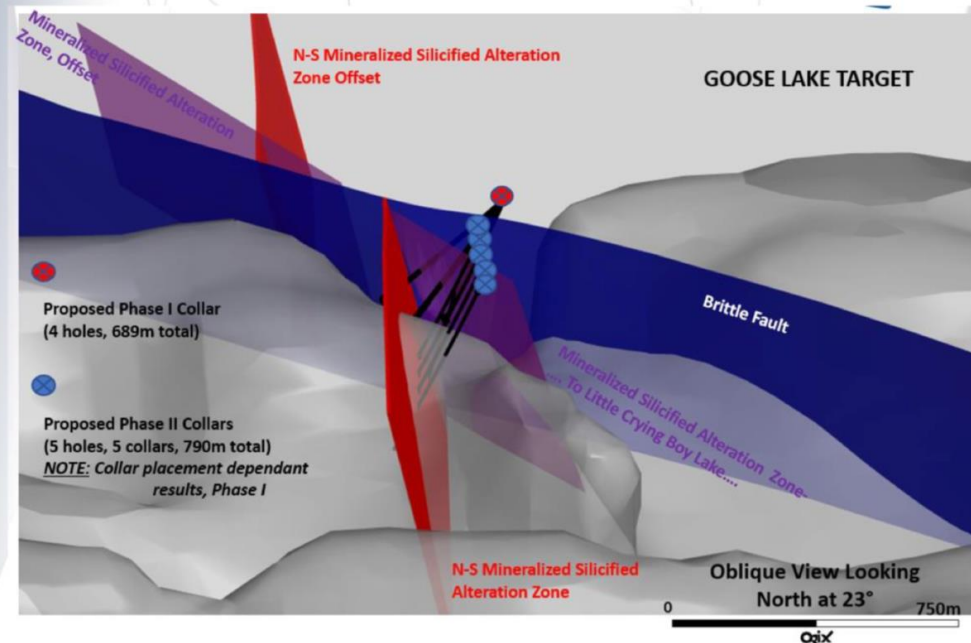 Mineralized Silicified Alteration
Zone, Offset
N-S Mineralized Silicified Alteration
Zone Offset
GOOSE LAKE TARGET
Proposed Phase I Collar
(4 holes, 689m total)
Brittle Fault
Mineralized Silicified Alteration Zone-
.... To Little Crying Boy Lake....
Proposed Phase II Collars
(5 holes, 5 collars, 790m total)
NOTE: Collar placement dependant
results, Phase I
N-S Mineralized Silicified
Alteration Zone
Oblique View Looking
North at 23°
0 750m